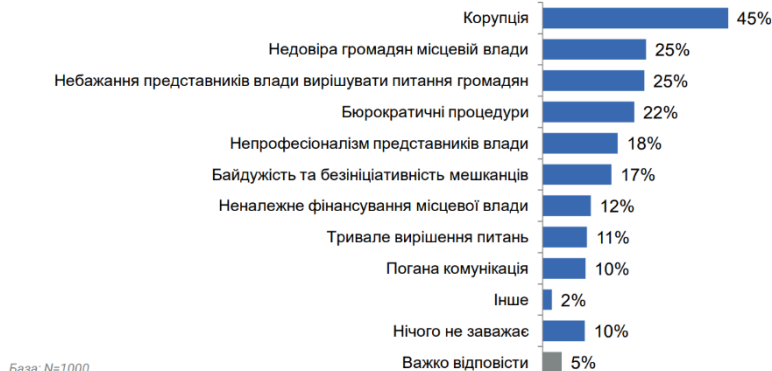 Корупція 45%
Недовіра громадян місцевій влади 25%
Небажання представників влади вирішувати питання громадян 25%
Бюрократичні процедури 22%
Непрофесіоналізм представників влади 18%
Байдужість та безініціативність мешканців 17%
Неналежне фінансування місцевої влади 12%
Тривале вирішення питань 11%
Погана комунікація 10%
Інше 2%
Нічого не заважає 10%
Важко відповісти 5%
База: N=1000